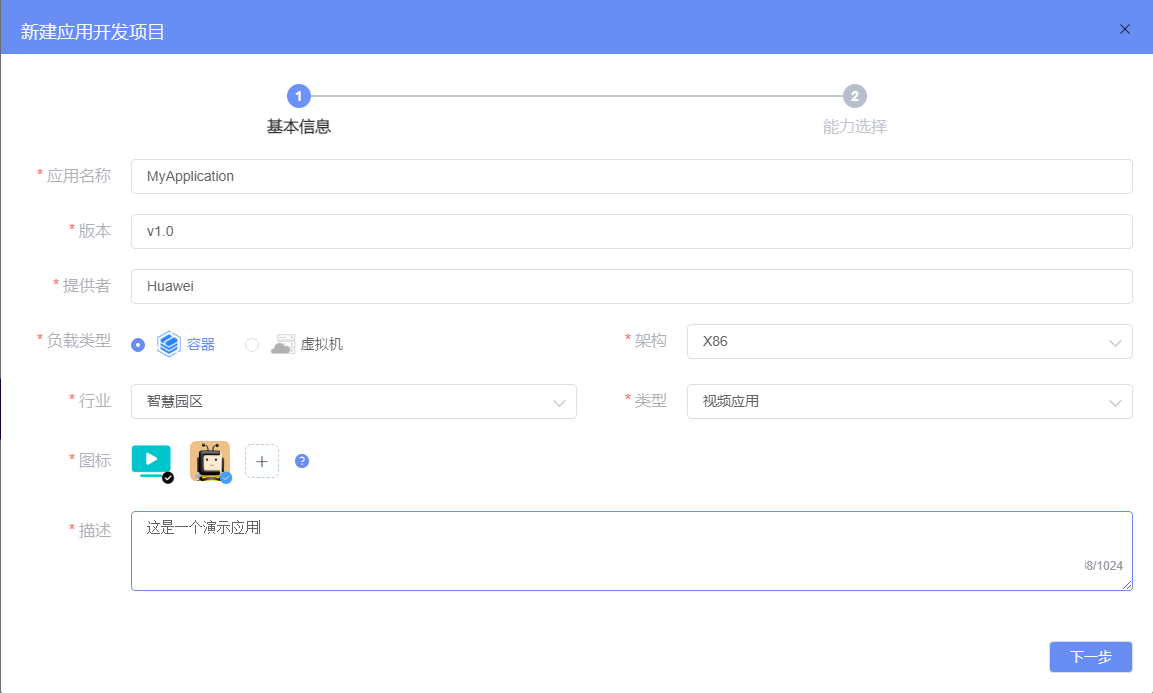 新建应用开发项目
1
2
基本信息
能力选择
* 应用名称 MyApplication
* 版本 v1.0
* 提供者 Huawei
* 负载类型 容器 虚拟机 * 架构 X86
* 行业 智慧园区 * 类型 视频应用
* 图标 + ?
* 描述 这是一个演示应用
8/1024
下一步